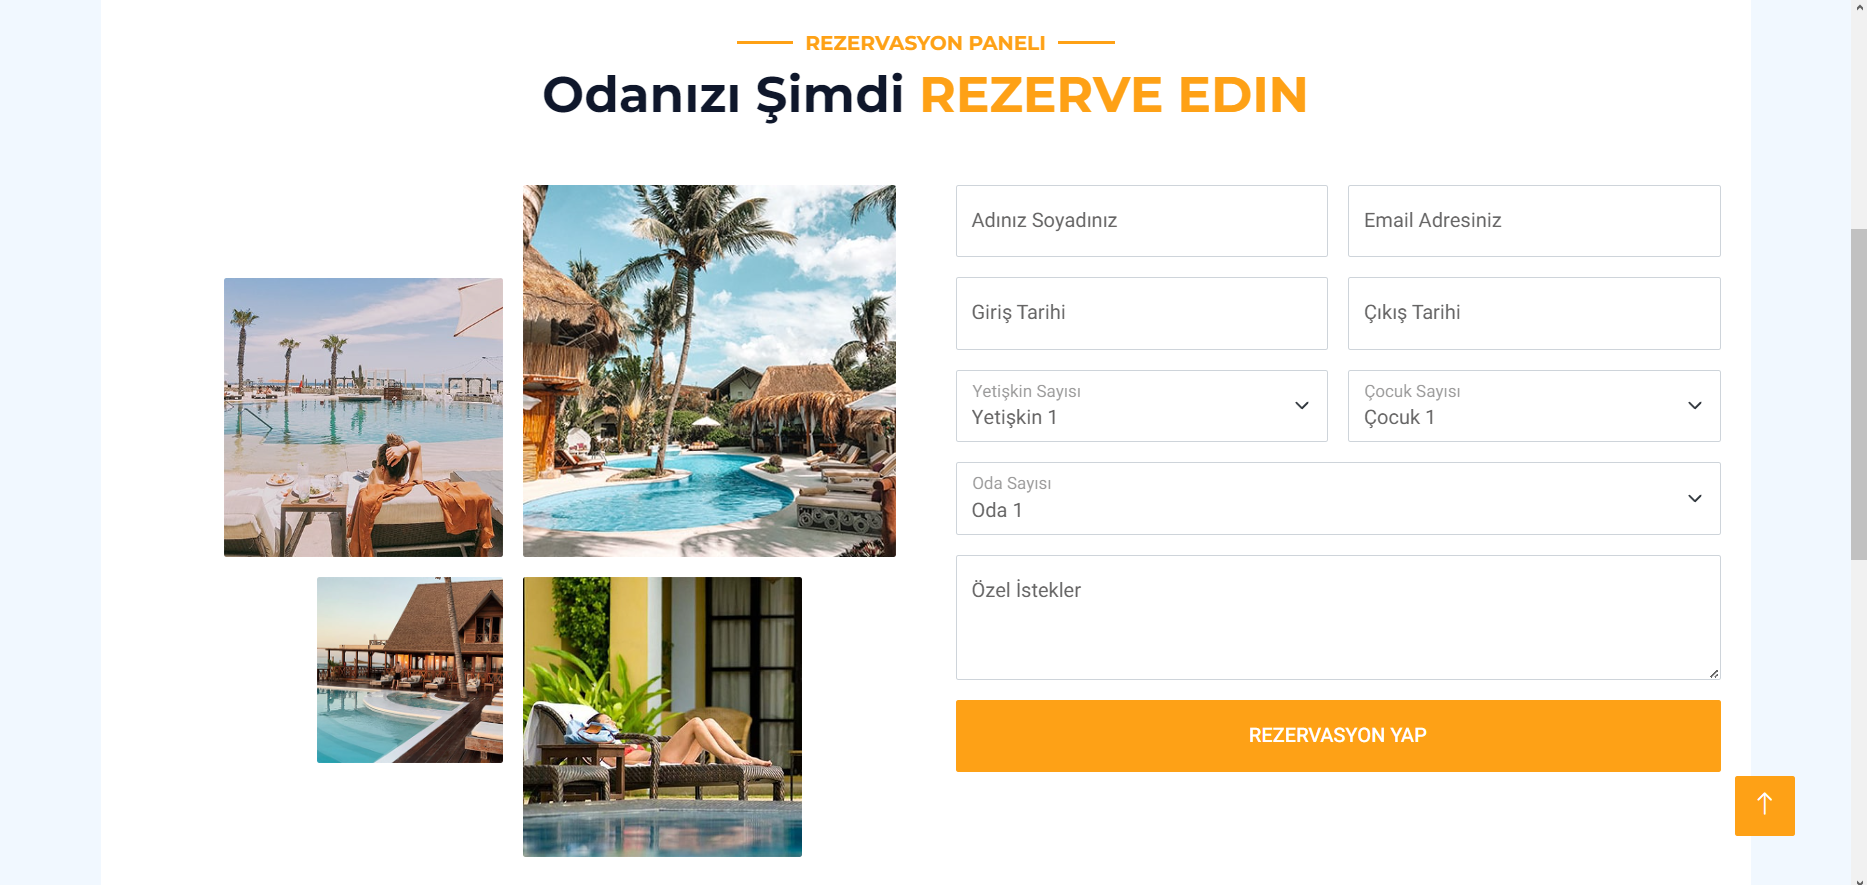 REZERVASYON PANELI
Odanızı Şimdi REZERVE EDIN
Adınız Soyadınız
Email Adresiniz
Giriş Tarihi
Çıkış Tarihi
Yetişkin Sayısı
Yetişkin 1
Çocuk Sayısı
Çocuk 1
Oda Sayısı
Oda 1
Özel İstekler
REZERVASYON YAP